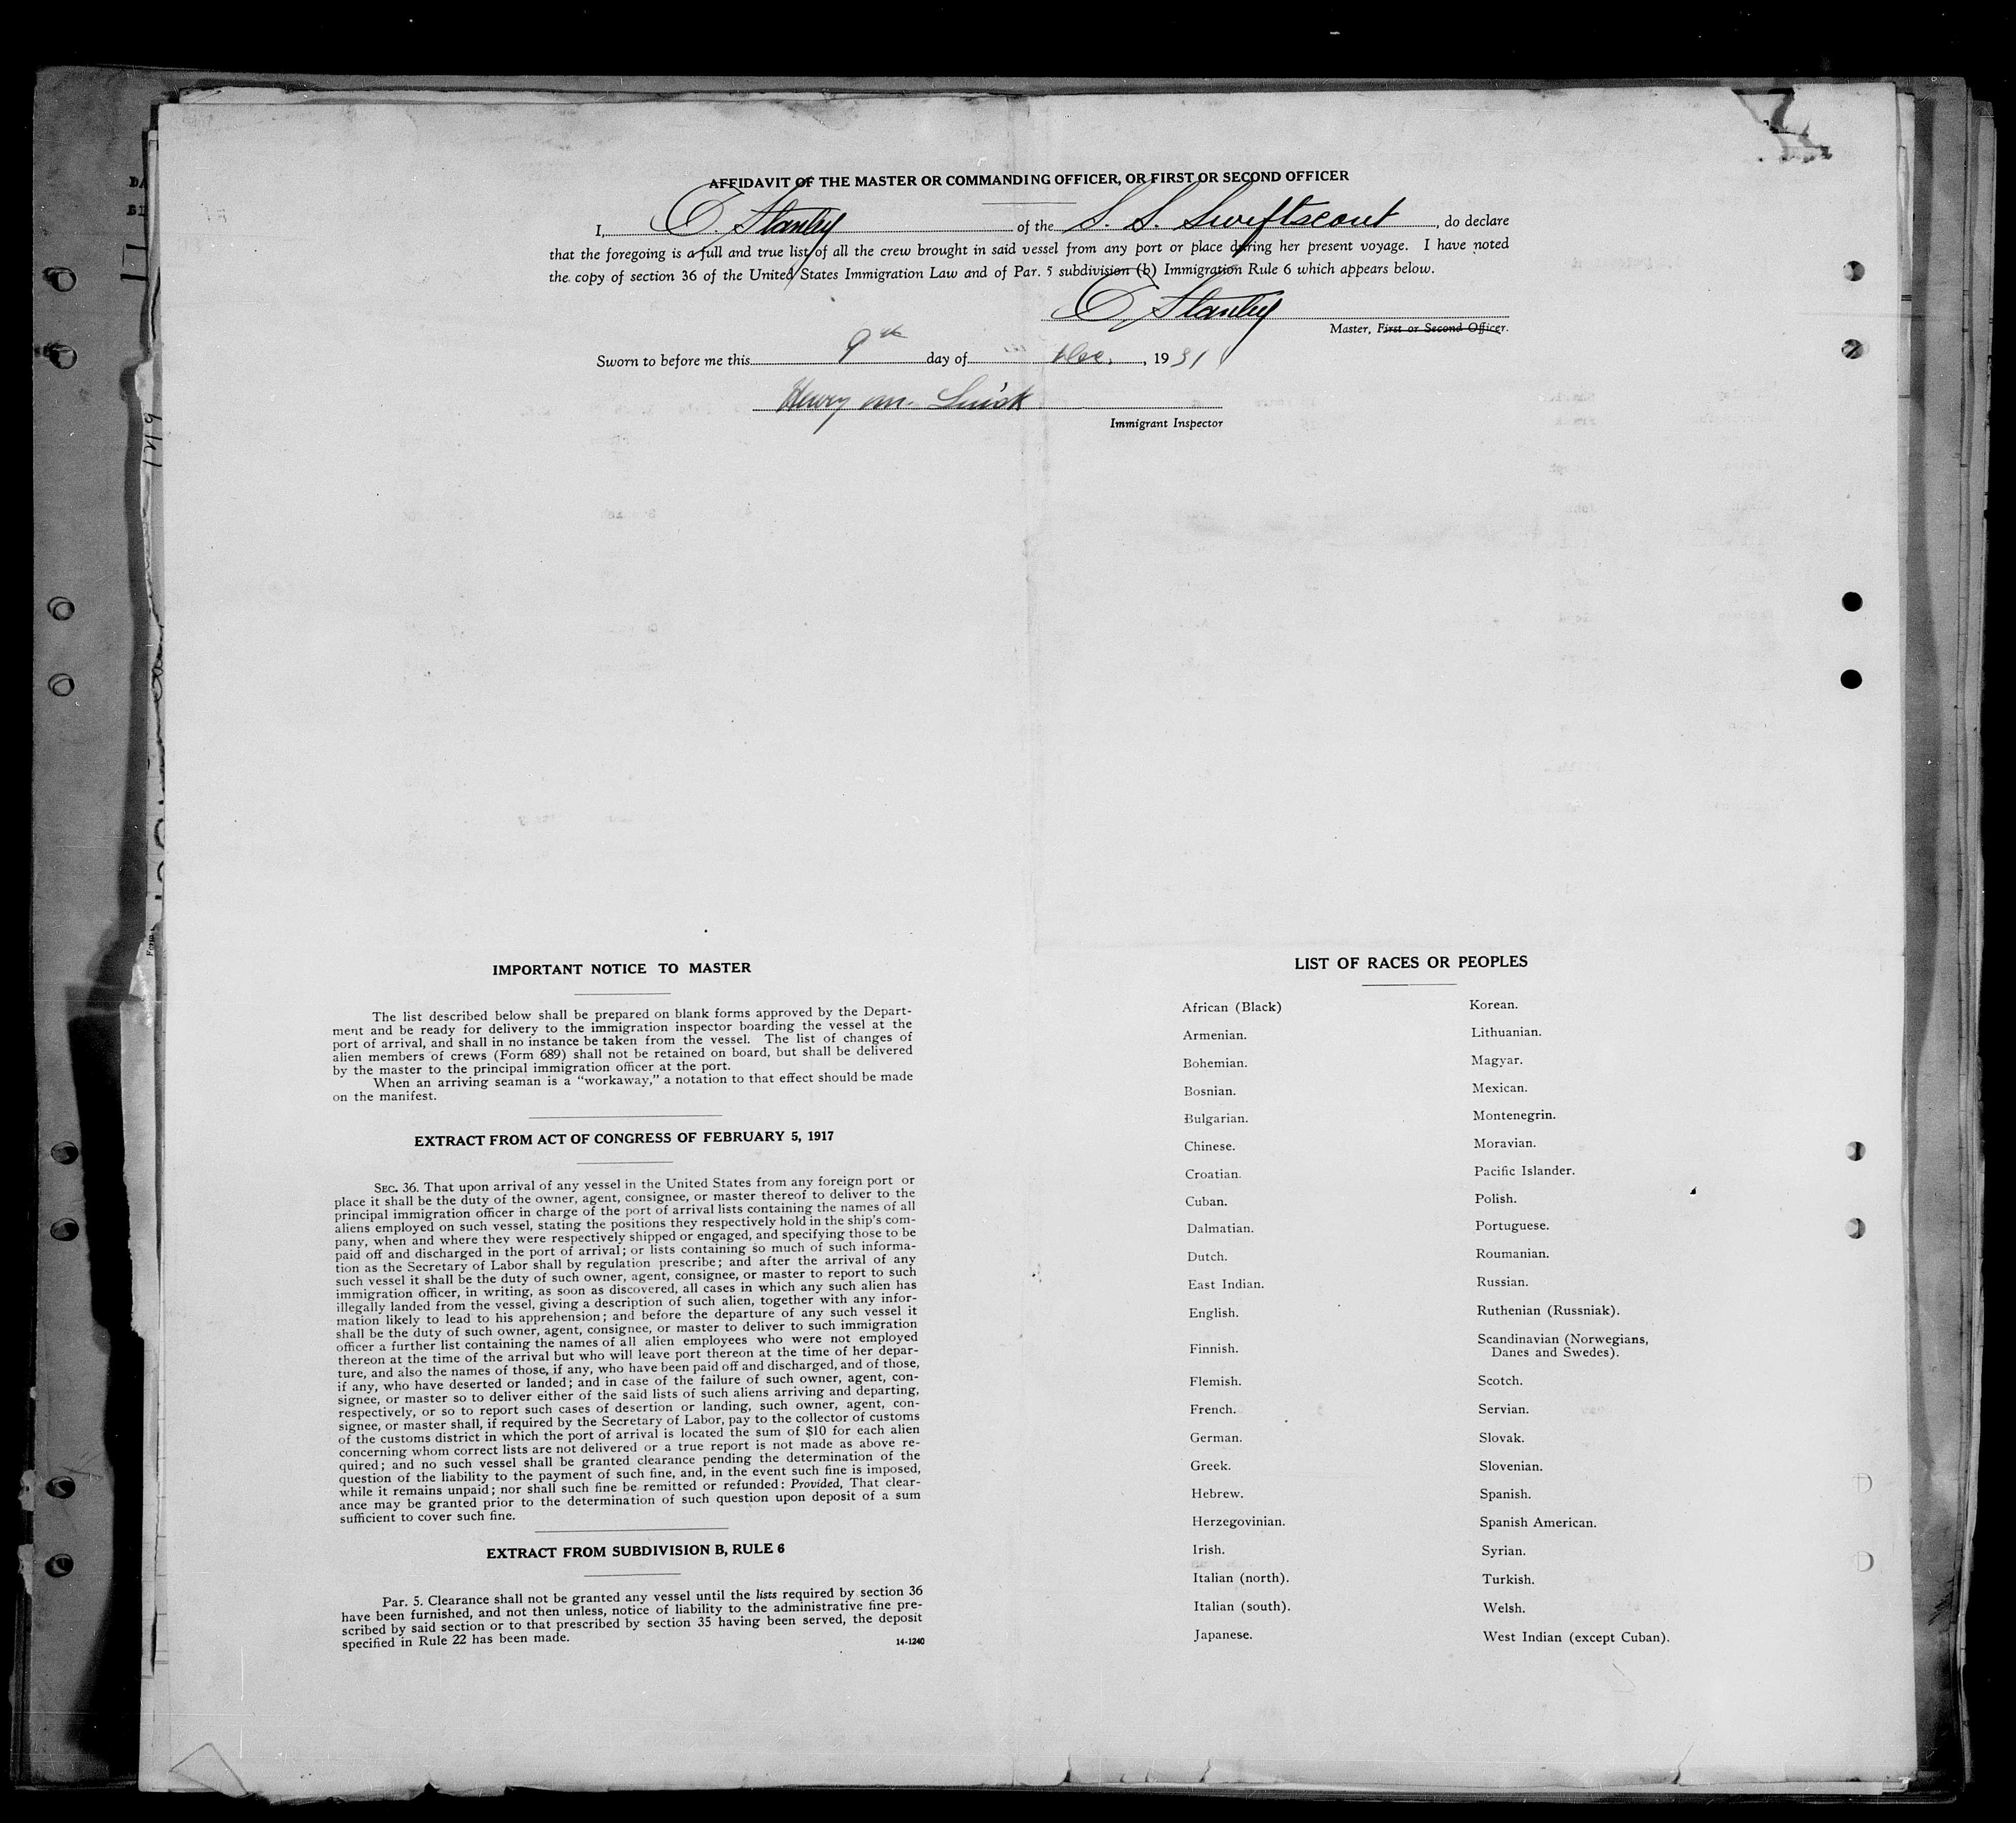 AFFIDAVIT OF THE MASTER OR COMMANDING OFFICER, OR FIRST OR SECOND OFFICER
I, E. Stanley of the S. S. Swiftscout, do declare
that the foregoing is a full and true list of all the crew brought in said vessel from any port or place during her present voyage. I have noted
the copy of section 36 of the United States Immigration Law and of Par. 5 subdivision (b) Immigration Rule 6 which appears below.
E. Stanley
Master, First or Second Officer.
Sworn to before me this 9th day of Dec., 1931
Henry M.
Immigrant Inspector
IMPORTANT NOTICE TO MASTER
The list described below shall be prepared on blank forms approved by the Depart-
ment and be ready for delivery to the immigration inspector boarding the vessel at the
port of arrival, and shall in no instance be taken from the vessel. The list of changes of
alien members of crews (Form 689) shall not be retained on board, but shall be delivered
by the master to the principal immigration officer at the port.
When an arriving seaman is a "workaway," a notation to that effect should be made
on the manifest.
EXTRACT FROM ACT OF CONGRESS OF FEBRUARY 5, 1917
SEC. 36. That upon arrival of any vessel in the United States from any foreign port or
place it shall be the duty of the owner, agent, consignee, or master thereof to deliver to the
principal immigration officer in charge of the port of arrival lists containing the names of all
aliens employed on such vessel, stating the positions they respectively hold in the ship's com-
pany, when and where they were respectively shipped or engaged, and specifying those to be
paid off and discharged in the port of arrival; or lists containing so much of such informa-
tion as the Secretary of Labor shall by regulation prescribe; and after the arrival of any
such vessel it shall be the duty of such owner, agent, consignee, or master to report to such
immigration officer, in writing, as soon as discovered, all cases in which any such alien has
illegally landed from the vessel, giving a description of such alien, together with any infor-
mation likely to lead to his apprehension; and before the departure of any such vessel it
shall be the duty of such owner, agent, consignee, or master to deliver to such immigration
officer a further list containing the names of all alien employees who were not employed
thereon at the time of the arrival but who will leave port thereon at the time of her depar-
ture, and also the names of those, if any, who have been paid off and discharged, and of those,
if any, who have deserted or landed; and in case of the failure of such owner, agent, con-
signee, or master so to deliver either of the said lists of such aliens arriving and departing,
respectively, or so to report such cases of desertion or landing, such owner, agent, con-
signee, or master shall, if required by the Secretary of Labor, pay to the collector of customs
of the customs district in which the port of arrival is located the sum of $10 for each alien
concerning whom correct lists are not delivered or a true report is not made as above re-
quired; and no such vessel shall be granted clearance pending the determination of the
question of the liability to the payment of such fine, and, in the event such fine is imposed,
while it remains unpaid; nor shall such fine be remitted or refunded: Provided, That clear-
ance may be granted prior to the determination of such question upon deposit of a sum
sufficient to cover such fine.
EXTRACT FROM SUBDIVISION B, RULE 6
Par. 5. Clearance shall not be granted any vessel until the lists required by section 36
have been furnished, and not then unless, notice of liability to the administrative fine pre-
scribed by said section or to that prescribed by section 35 having been served, the deposit
specified in Rule 22 has been made.
14-1240
LIST OF RACES OR PEOPLES
African (Black)
Armenian.
Bohemian.
Bosnian.
Bulgarian.
Chinese.
Croatian.
Cuban.
Dalmatian.
Dutch.
East Indian.
English.
Finnish.
Flemish.
French.
German.
Greek.
Hebrew.
Herzegovinian.
Irish.
Italian (north).
Italian (south).
Japanese.
Korean.
Lithuanian.
Magyar.
Mexican.
Montenegrin.
Moravian.
Pacific Islander.
Polish.
Portuguese.
Roumanian.
Russian.
Ruthenian (Russniak).
Scandinavian (Norwegians,
Danes and Swedes).
Scotch.
Servian.
Slovak.
Slovenian.
Spanish.
Spanish American.
Syrian.
Turkish.
Welsh.
West Indian (except Cuban).